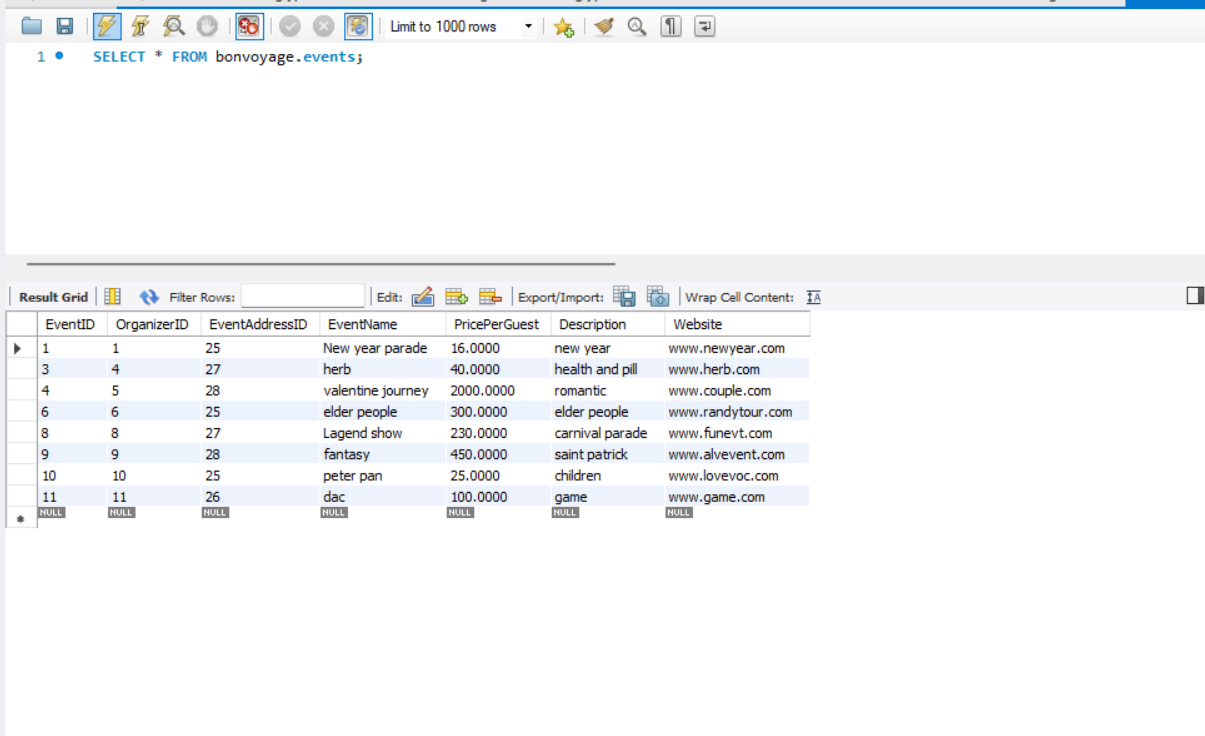 Limit to 1000 rows
1 SELECT * FROM bonvoyage.events;
Result Grid Filter Rows: Edit: Export/Import: Wrap Cell Content: IA
EventID OrganizerID EventAddressID EventName PricePerGuest Description Website
1 1 25 New year parade 16.0000 new year www.newyear.com
3 4 27 herb 40.0000 health and pill www.herb.com
4 5 28 valentine journey 2000.0000 romantic www.couple.com
6 6 25 elder people 300.0000 elder people www.randytour.com
8 8 27 Lagend show 230.0000 carnival parade www.funevt.com
9 9 28 fantasy 450.0000 saint patrick www.alvevent.com
10 10 25 peter pan 25.0000 children www.lovevoc.com
11 11 26 dac 100.0000 game www.game.com
NULL NULL NULL NULL NULL NULL NULL